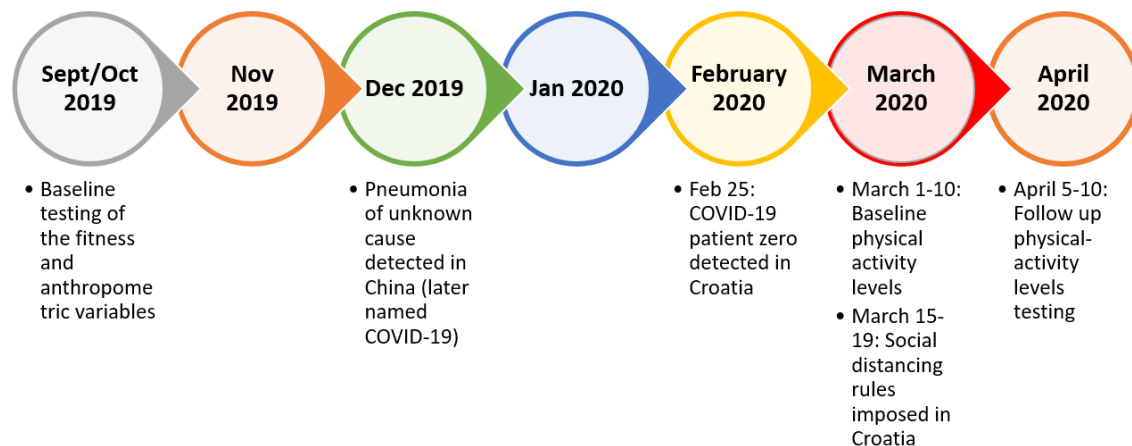 Sept/Oct
2019
Nov
2019
Dec 2019
Jan 2020
February
2020
March
2020
April
2020
• Baseline
testing of
the fitness
and
anthropome
tric variables
• Pneumonia
of unknown
cause
detected in
China (later
named
COVID-19)
• Feb 25:
COVID-19
patient zero
detected in
Croatia
• March 1-10:
Baseline
physical
activity
levels
• March 15-
19: Social
distancing
rules
imposed in
Croatia
• April 5-10:
Follow up
physical-
activity
levels
testing